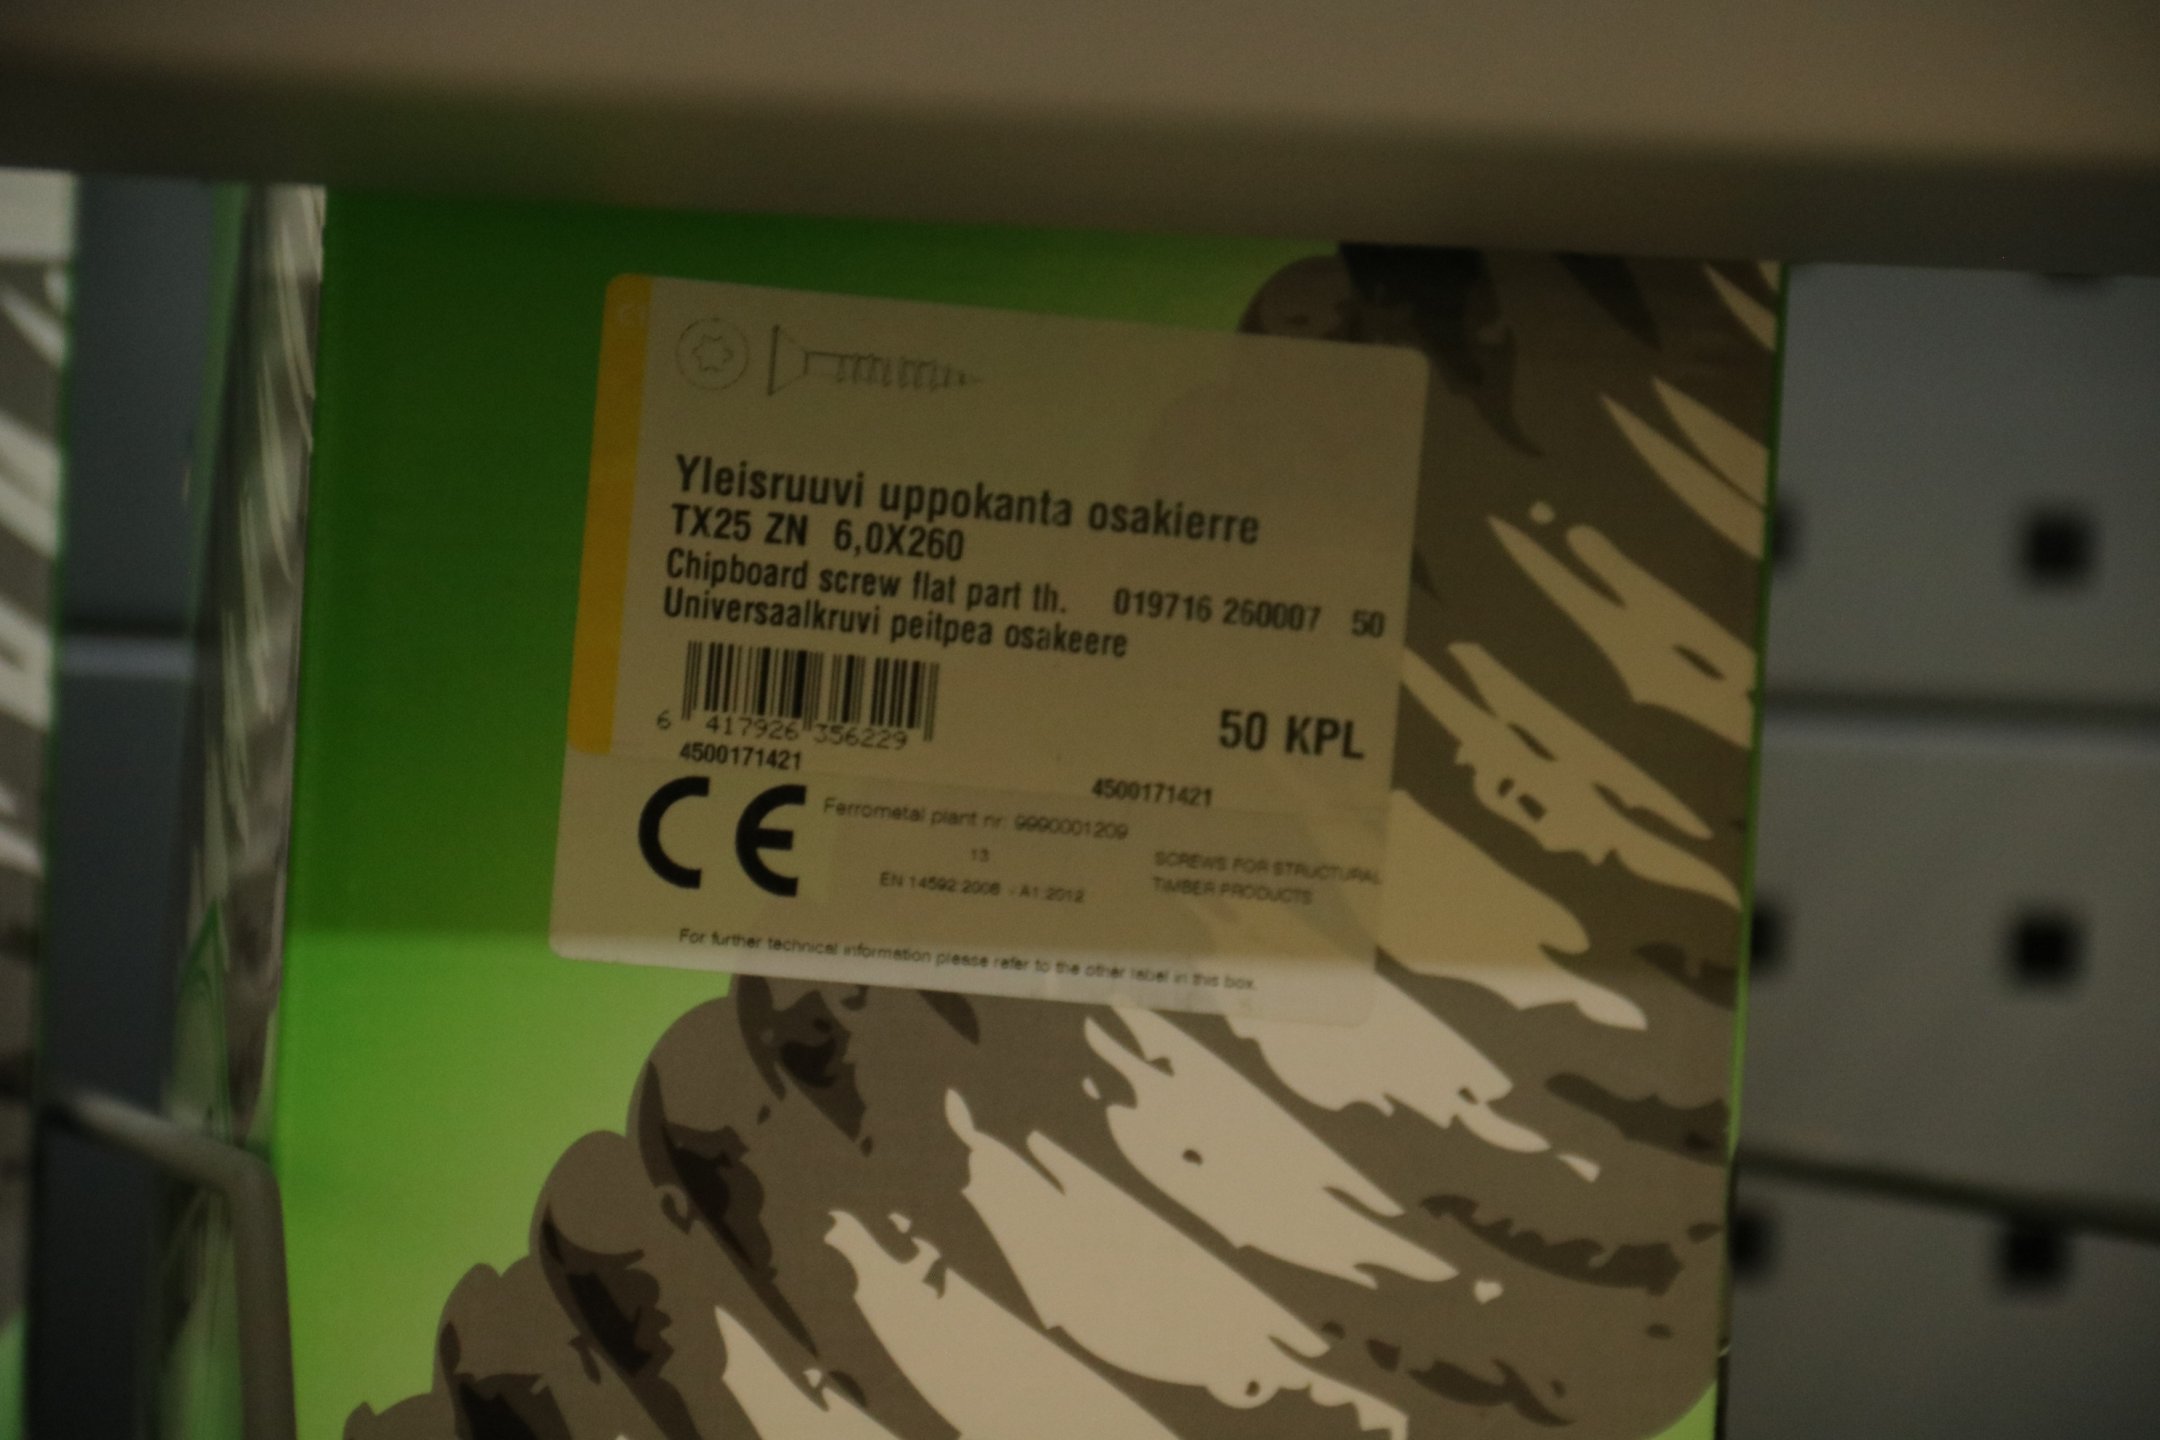 Yleisruuvi uppokanta osakierre
TX25 ZN 6,0X260
Chipboard screw flat part th. 019716 260007 50
Universaalkruvi peitpea osakeere
6 417926 356229
50 KPL
4500171421
4500171421
CE
Ferrometal plant nr: 9990001209
13
SCREWS FOR STRUCTURAL
EN 14592:2008 + A1:2012
TIMBER PRODUCTS
For further technical information please refer to the other label in this box.